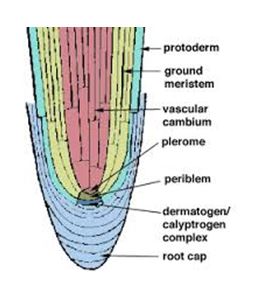 protoderm
ground
meristem
vascular
cambium
plerome
periblem
dermatogen/
calyptrogen
complex
root cap